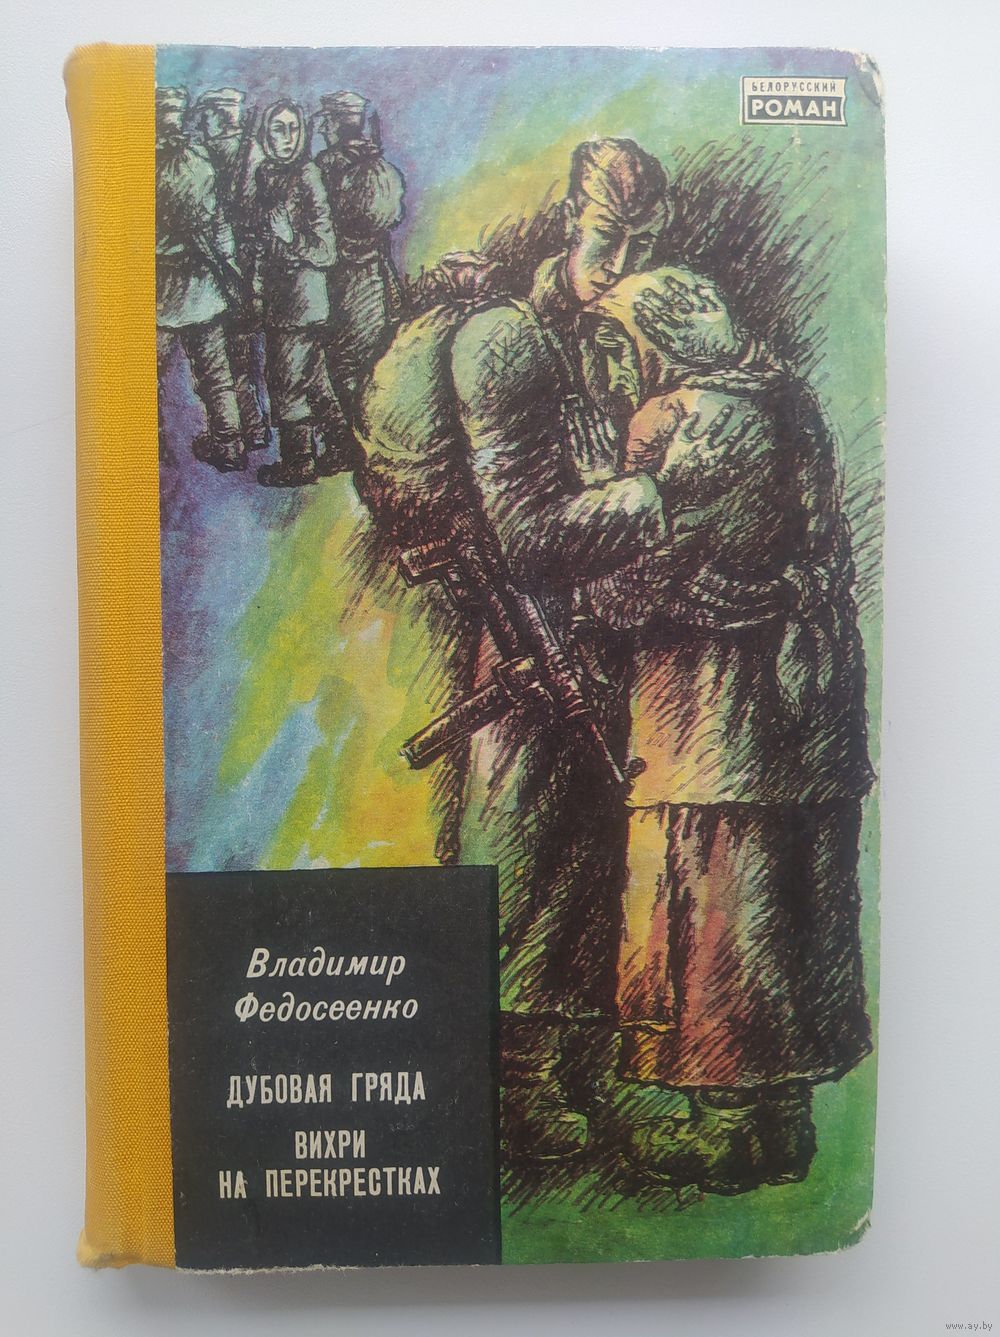 БЕЛОРУССКИЙ
РОМАН
Владимир
Федосеенко
ДУБОВАЯ ГРЯДА
ВИХРИ
НА ПЕРЕКРЕСТКАХ
www.ay.by